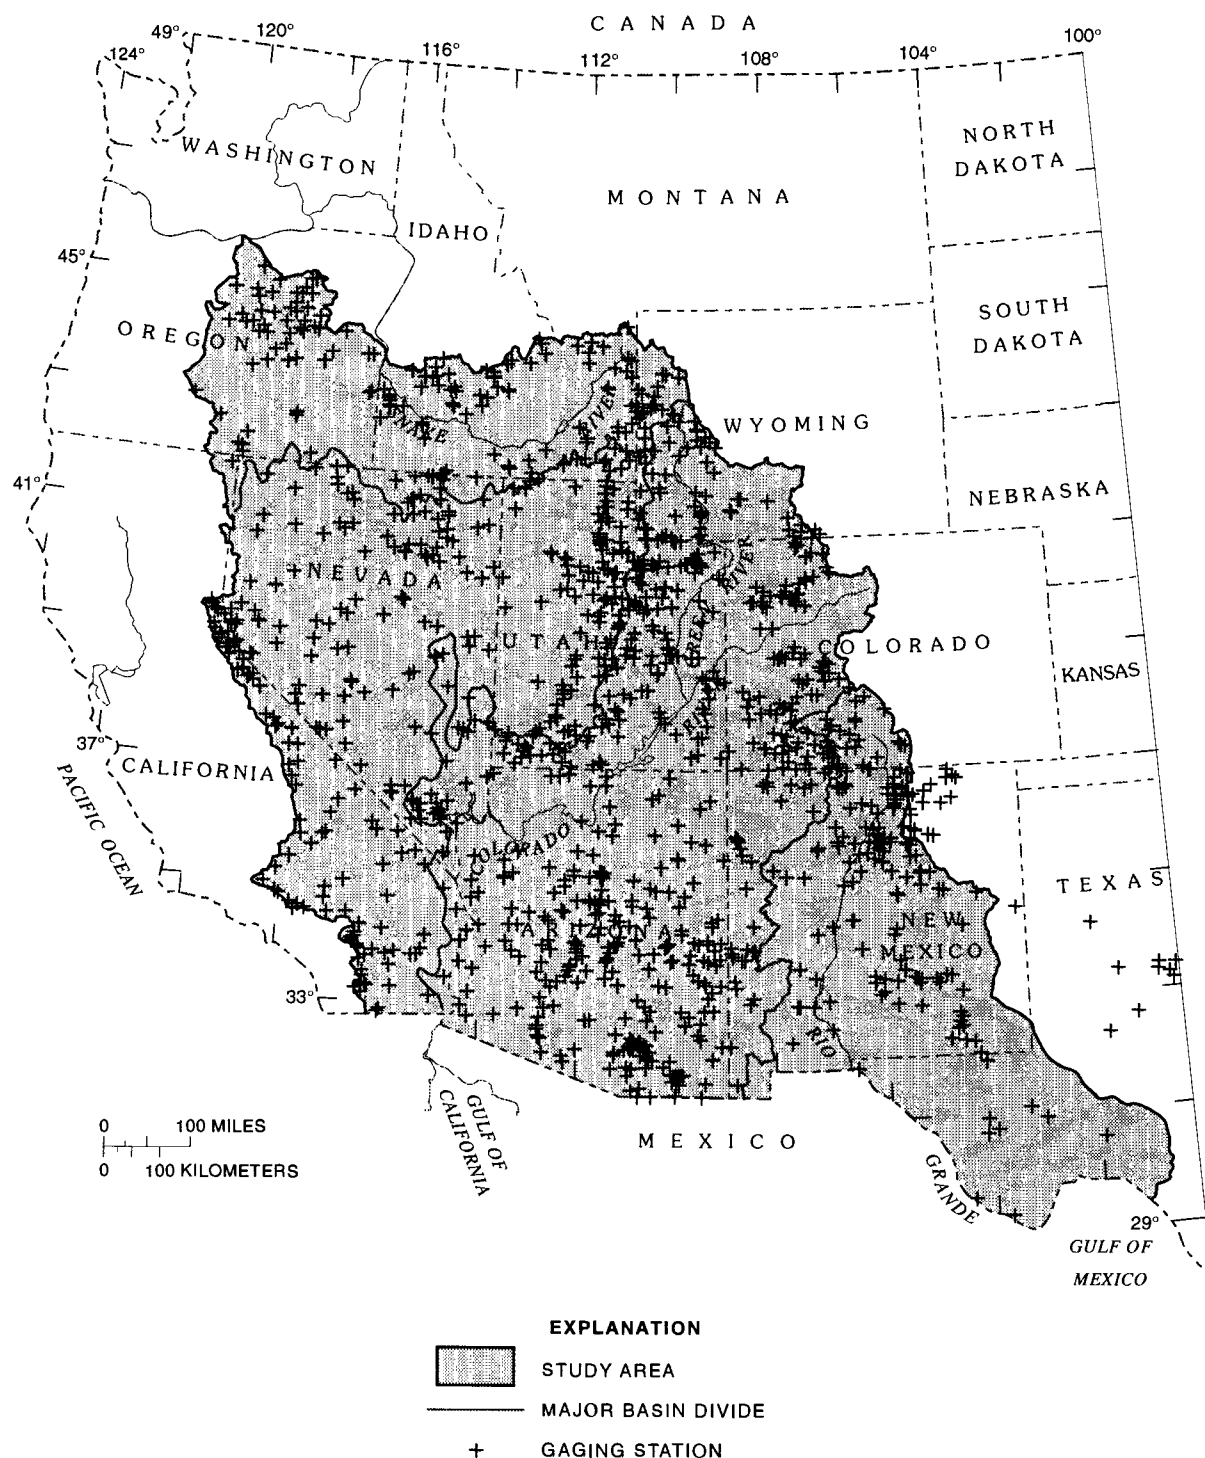 CANADA
49°
124°
120°
116°
112°
108°
104°
100°
WASHINGTON
NORTH
DAKOTA
MONTANA
IDAHO
45°
OREGON
SOUTH
DAKOTA
SNAKE
RIVER
WYOMING
41°
NEBRASKA
NEVADA
GREEN
RIVER
UTAH
COLORADO
KANSAS
RIVER
37°
CALIFORNIA
PACIFIC OCEAN
COLORADO
TEXAS
ARIZONA
NEW
MEXICO
33°
RIO
GULF OF
CALIFORNIA
0 100 MILES
0 100 KILOMETERS
MEXICO
GRANDE
29°
GULF OF
MEXICO
EXPLANATION
STUDY AREA
MAJOR BASIN DIVIDE
GAGING STATION